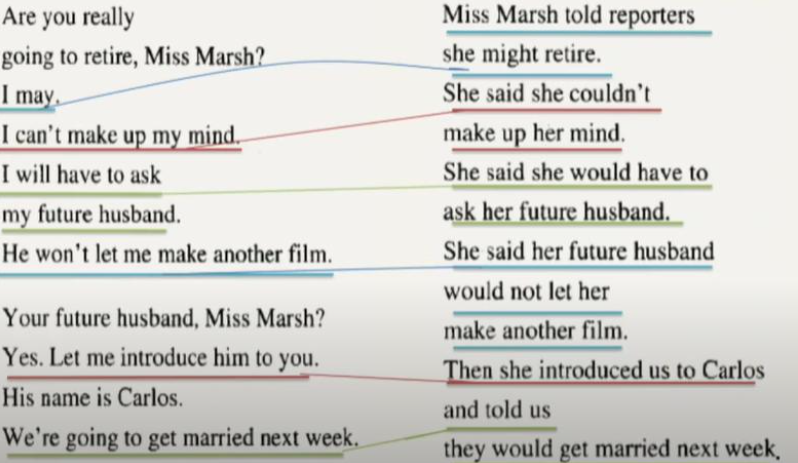 Are you really
going to retire, Miss Marsh?
I may.
I can't make up my mind.
I will have to ask
my future husband.
He won't let me make another film.
Your future husband, Miss Marsh?
Yes. Let me introduce him to you.
His name is Carlos.
We're going to get married next week.
Miss Marsh told reporters
she might retire.
She said she couldn't
make up her mind.
She said she would have to
ask her future husband.
She said her future husband
would not let her
make another film.
Then she introduced us to Carlos
and told us
they would get married next week.